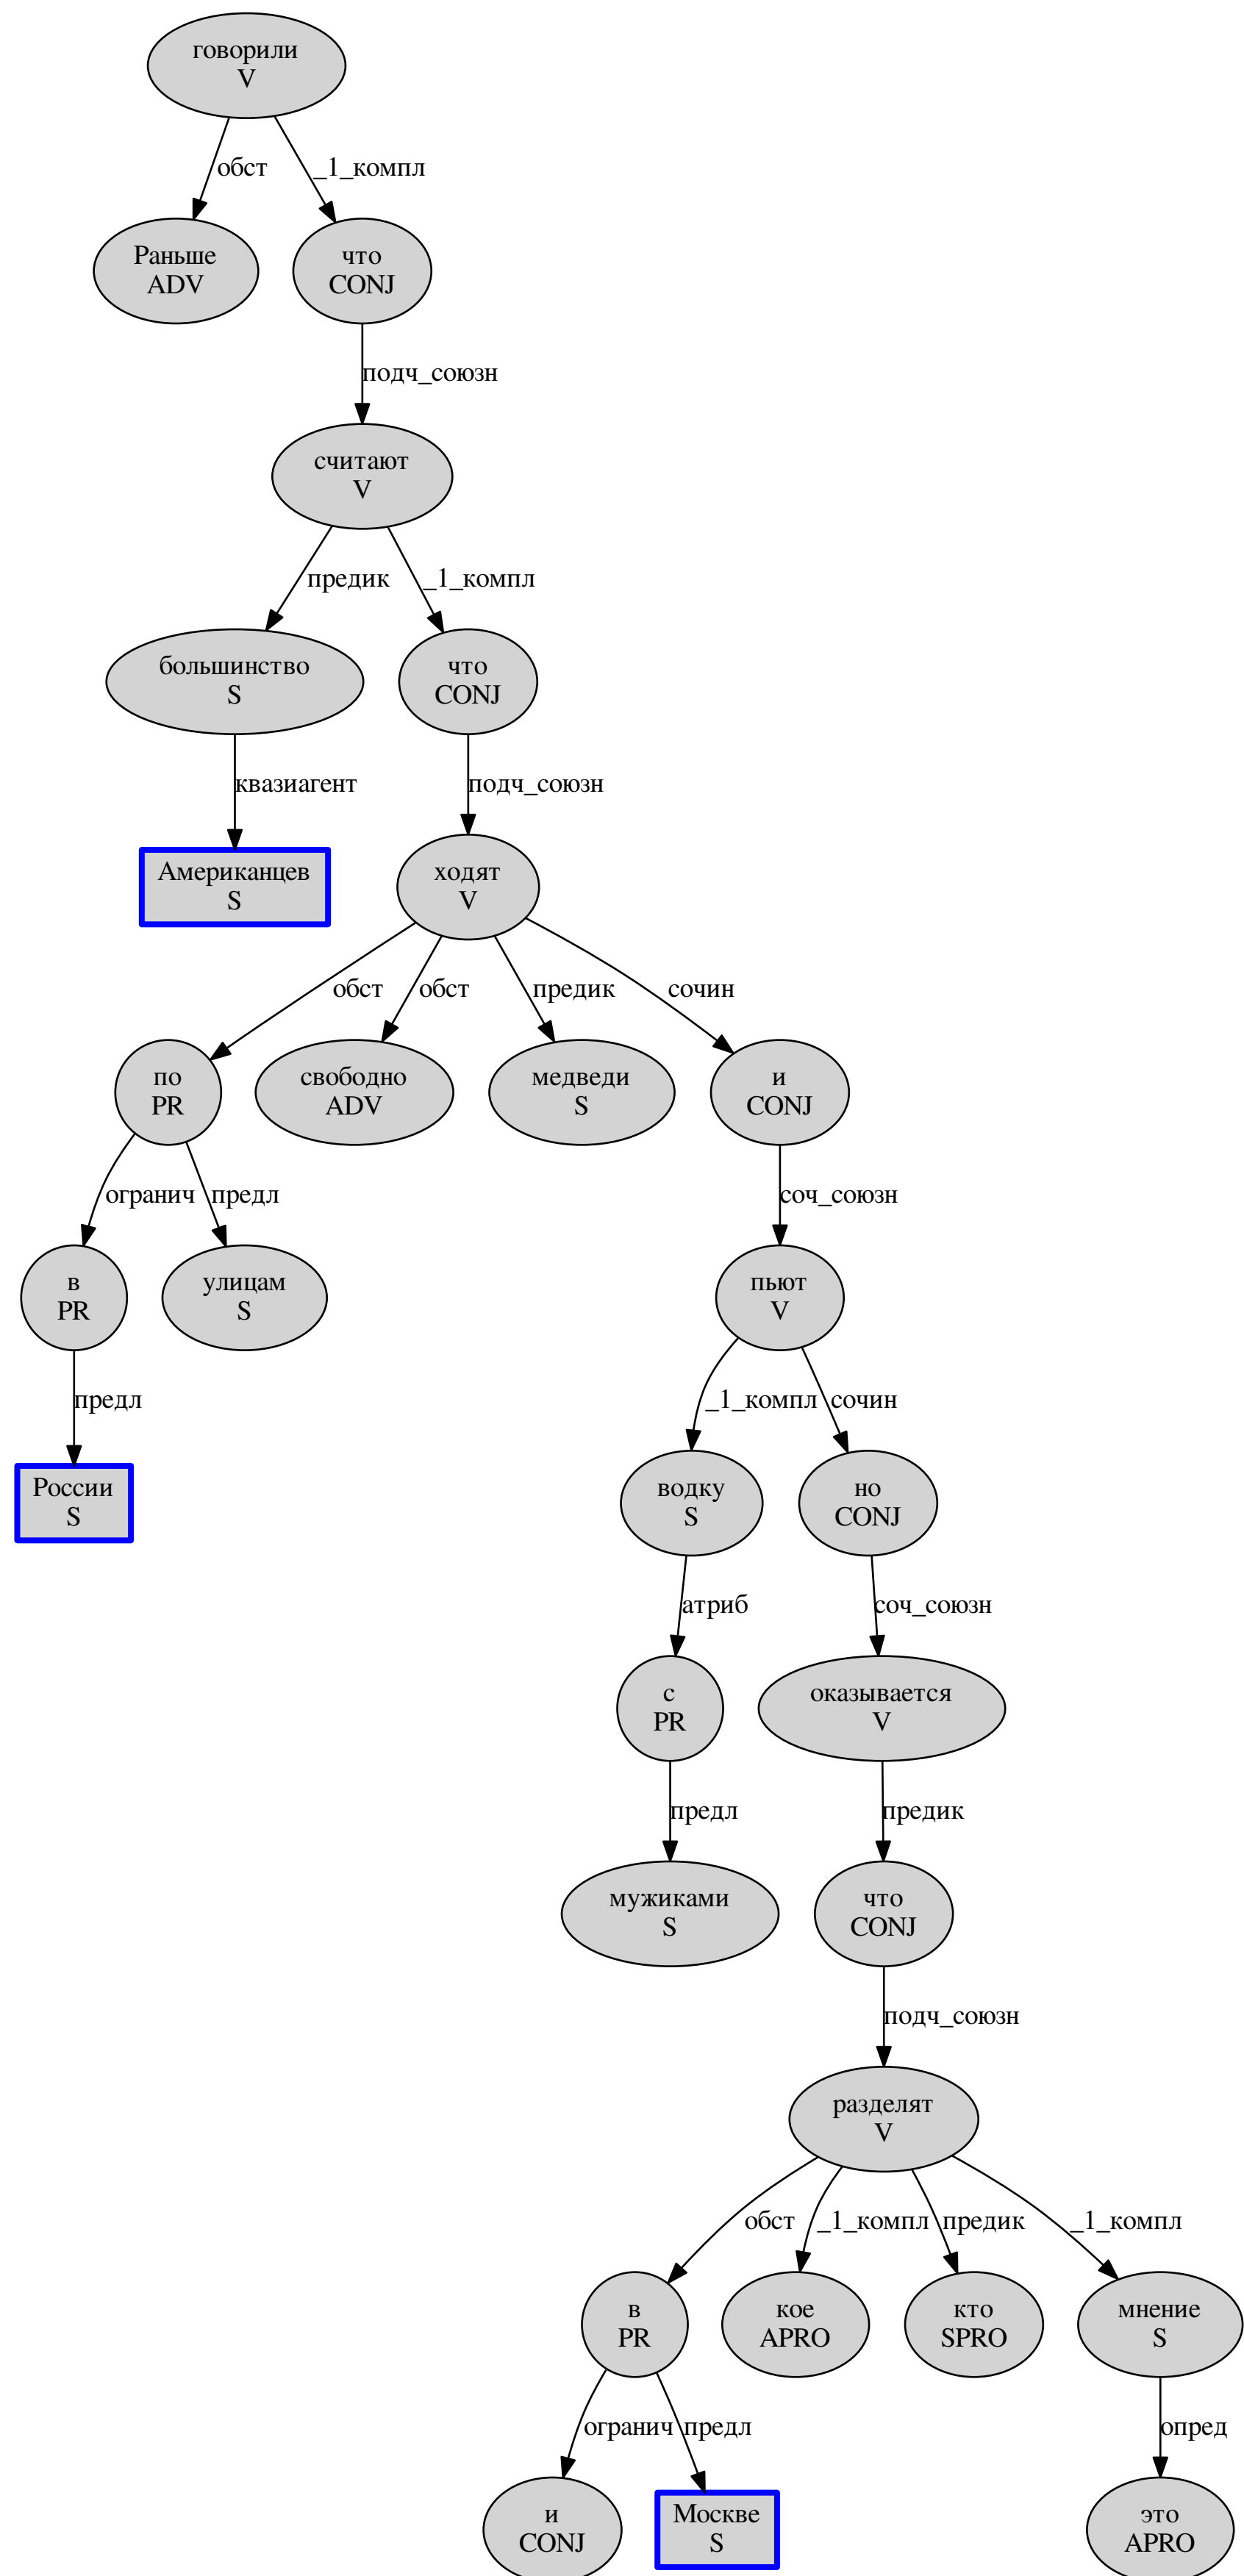 говорили
V
обст
_1_компл
Раньше
ADV
что
CONJ
подч_союзн
считают
V
предик
_1_компл
большинство
S
что
CONJ
квазиагент
подч_союзн
Американцев
S
ходят
V
обст
обст
предик
сочин
по
PR
свободно
ADV
медведи
S
и
CONJ
огранич
предл
соч_союзн
в
PR
улицам
S
пьют
V
предл
_1_компл
сочин
России
S
водку
S
но
CONJ
атриб
соч_союзн
с
PR
оказывается
V
предл
предик
мужиками
S
что
CONJ
подч_союзн
разделят
V
обст
_1_компл
предик
_1_компл
в
PR
кое
APRO
кто
SPRO
мнение
S
огранич
предл
опред
и
CONJ
Москве
S
это
APRO